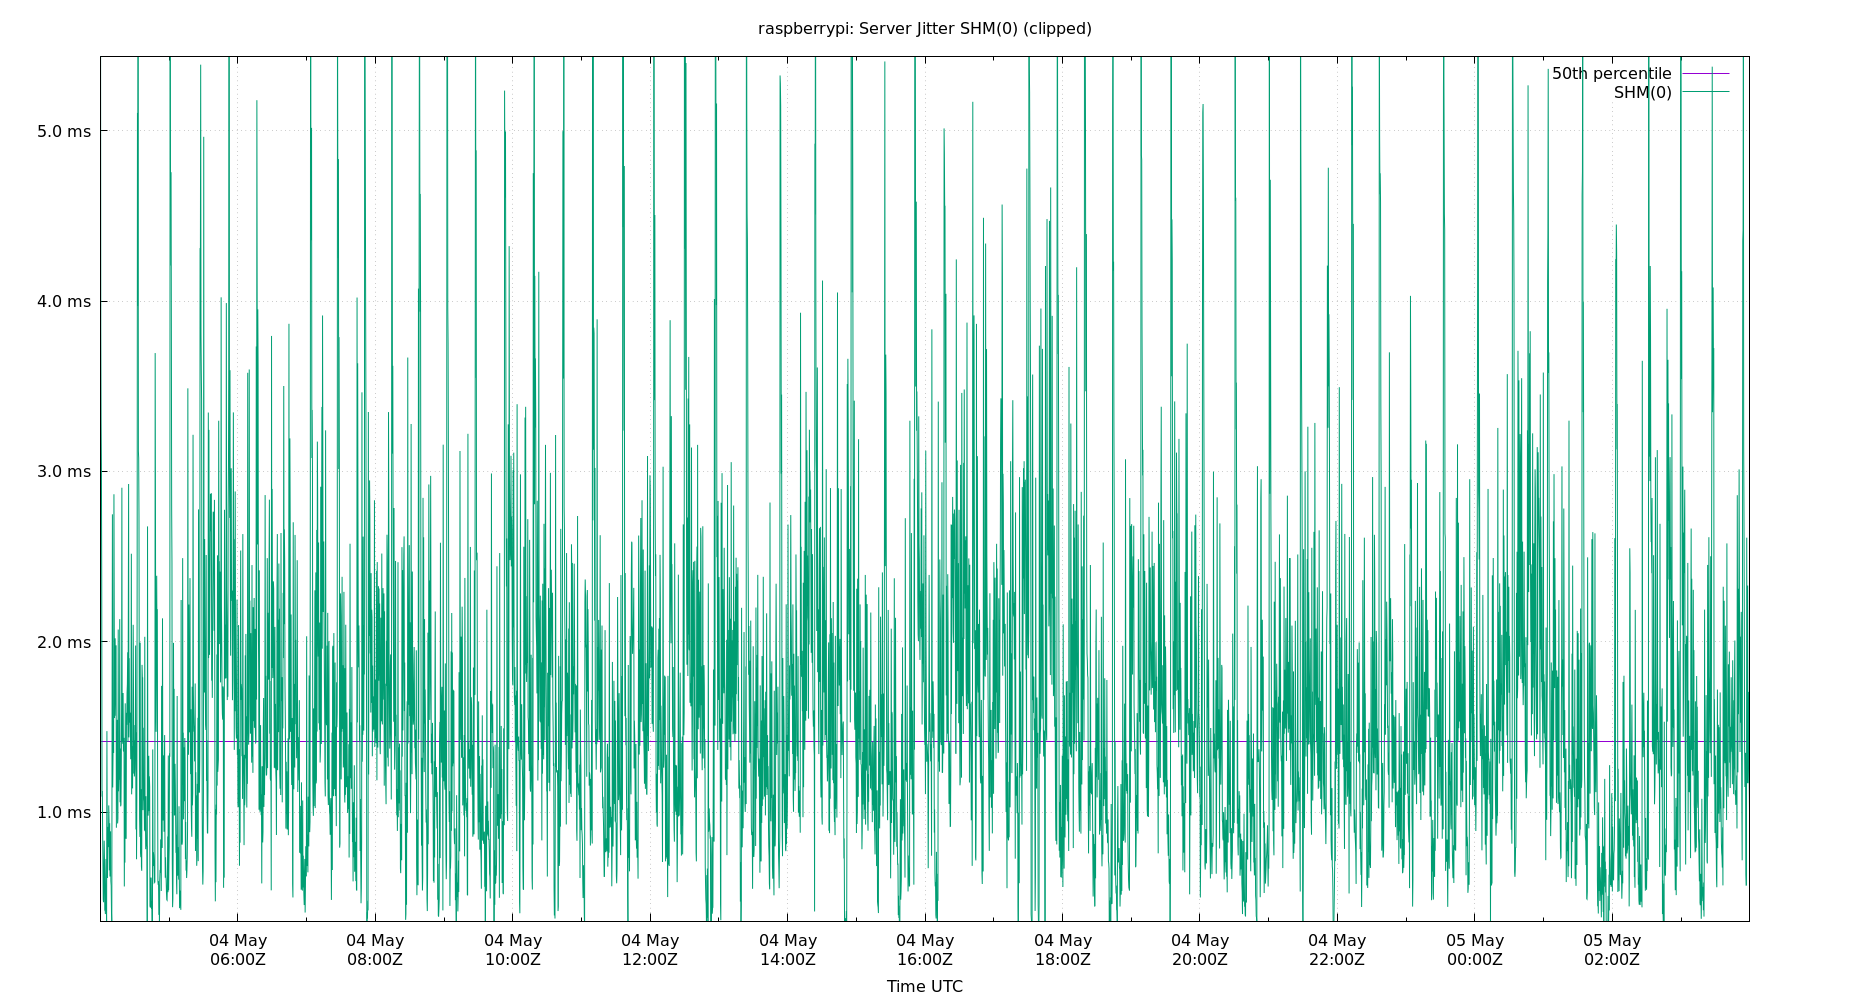 raspberrypi: Server Jitter SHM(0) (clipped)
50th percentile
SHM(0)
5.0 ms
4.0 ms
3.0 ms
2.0 ms
1.0 ms
04 May 04 May 04 May 04 May 04 May 04 May 04 May 04 May 04 May 05 May 05 May
06:00Z 08:00Z 10:00Z 12:00Z 14:00Z 16:00Z 18:00Z 20:00Z 22:00Z 00:00Z 02:00Z
Time UTC